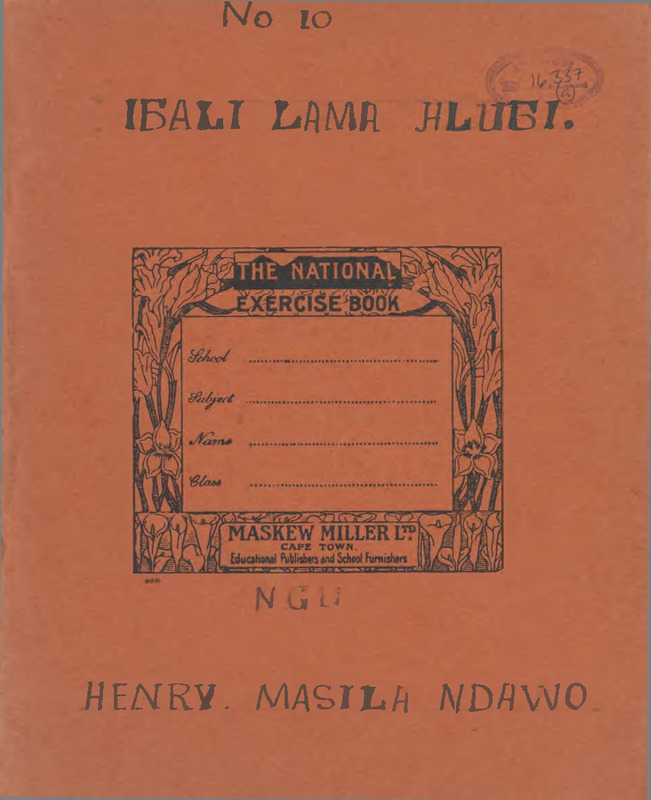 No 10
16,337
(a)
IBALI LAMA HLUBI.
THE NATIONAL
EXERCISE BOOK
School
Subject
Name
Class
MASKEW MILLER LTD.
CAPE TOWN.
Educational Publishers and School Furnishers
NGU
HENRY. MASILA NDAWO